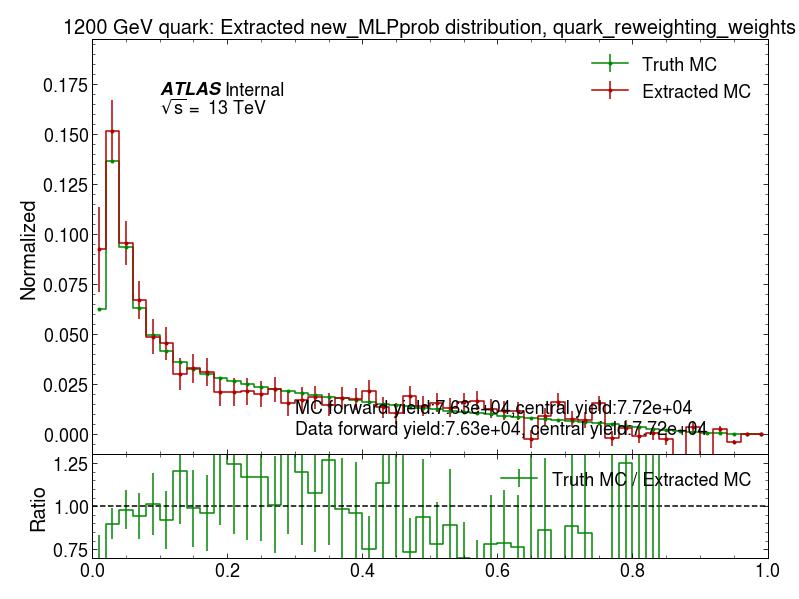 1200 GeV quark: Extracted new_MLPprob distribution, quark_reweighting_weights
ATLAS Internal
√s = 13 TeV
Truth MC
Extracted MC
Normalized
0.175
0.150
0.125
0.100
0.075
0.050
0.025
0.000
MC forward yield:7.63e+04 central yield:7.72e+04
Data forward yield:7.63e+04, central yield:7.72e+04
Ratio
1.25
1.00
0.75
Truth MC / Extracted MC
0.0 0.2 0.4 0.6 0.8 1.0